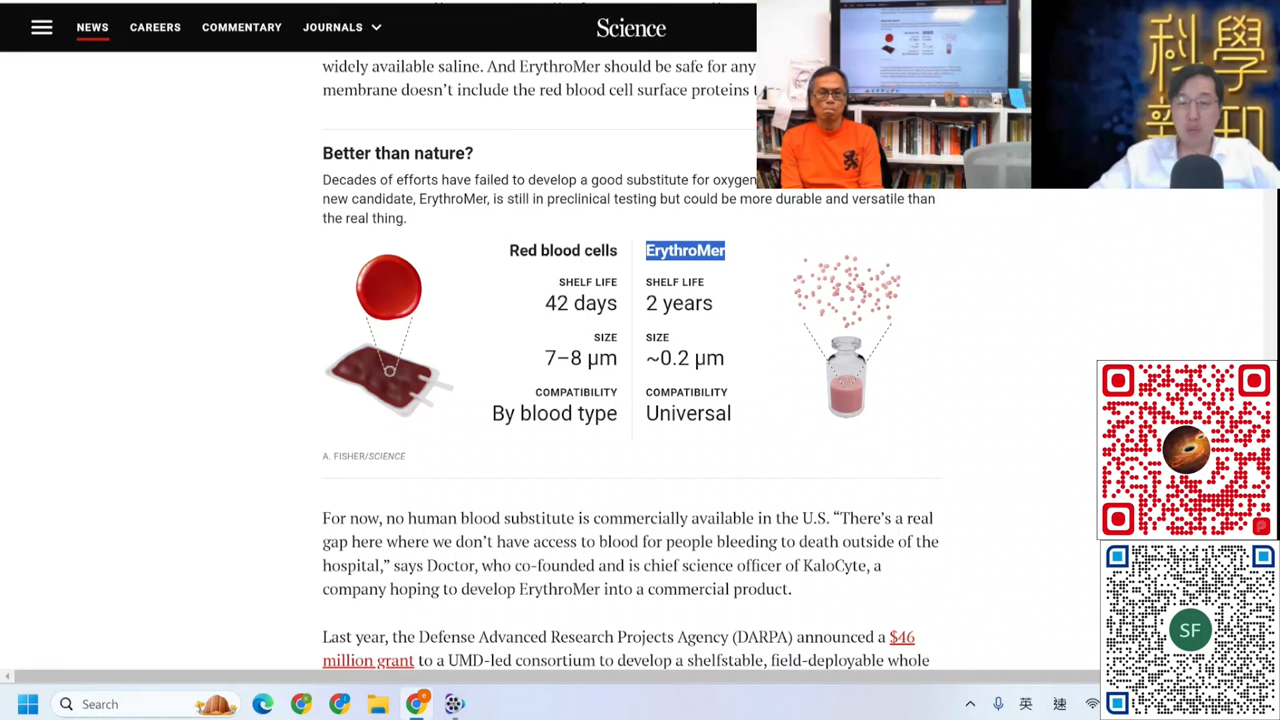 NEWS
CAREERS
COMMENTARY
JOURNALS
Science
widely available saline. And ErythroMer should be safe for any
membrane doesn't include the red blood cell surface proteins
Better than nature?
Decades of efforts have failed to develop a good substitute for oxygen
new candidate, ErythroMer, is still in preclinical testing but could be more durable and versatile than
the real thing.
Red blood cells
ErythroMer
SHELF LIFE
42 days
SHELF LIFE
2 years
SIZE
7–8 µm
SIZE
~0.2 µm
COMPATIBILITY
By blood type
COMPATIBILITY
Universal
A. FISHER/SCIENCE
For now, no human blood substitute is commercially available in the U.S. “There’s a real
gap here where we don’t have access to blood for people bleeding to death outside of the
hospital,” says Doctor, who co-founded and is chief science officer of KaloCyte, a
company hoping to develop ErythroMer into a commercial product.
Last year, the Defense Advanced Research Projects Agency (DARPA) announced a $46
million grant to a UMD-led consortium to develop a shelfstable, field-deployable whole
科學
SF
Search
英
速